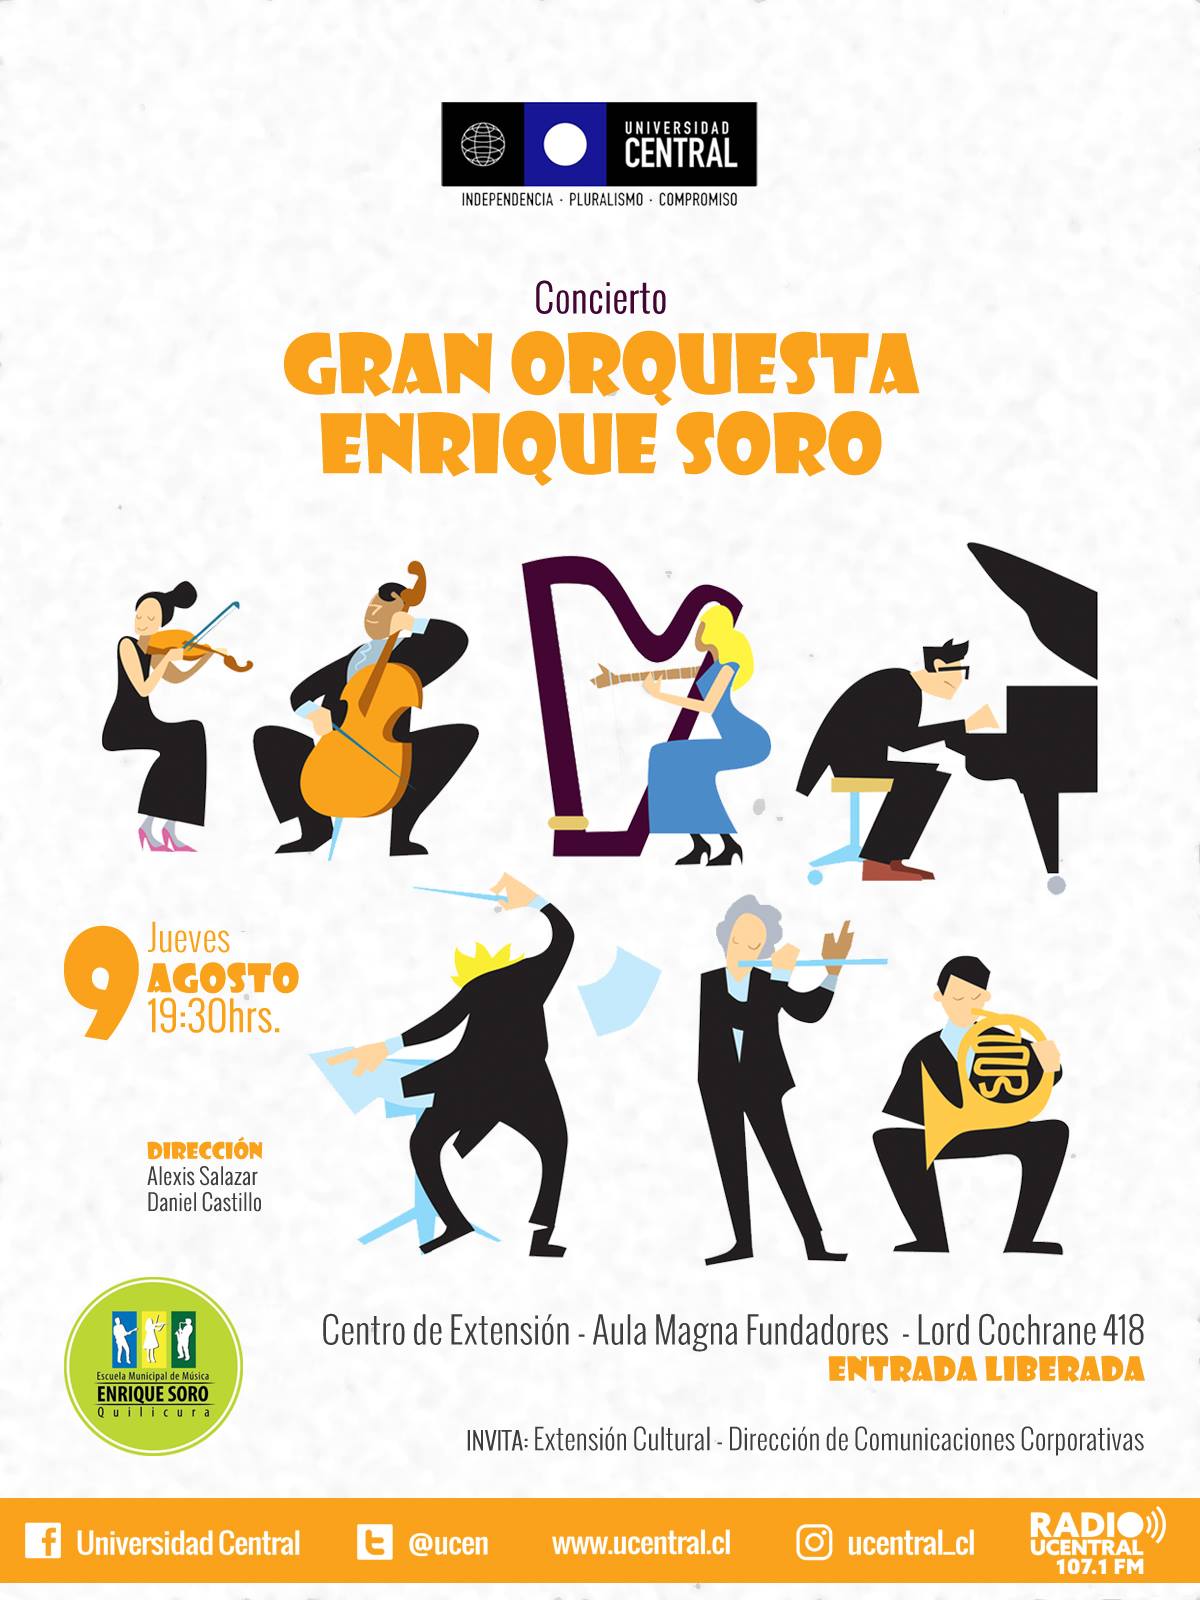 UNIVERSIDAD
CENTRAL
INDEPENDENCIA · PLURALISMO · COMPROMISO
Concierto
GRAN ORQUESTA
ENRIQUE SORO
9
Jueves
AGOSTO
19:30hrs.
DIRECCIÓN
Alexis Salazar
Daniel Castillo
Escuela Municipal de Música
ENRIQUE SORO
Quilicura
Centro de Extensión - Aula Magna Fundadores - Lord Cochrane 418
ENTRADA LIBERADA
INVITA: Extensión Cultural - Dirección de Comunicaciones Corporativas
Universidad Central @ucen www.ucentral.cl ucentral_cl
RADIO
UCENTRAL
107.1 FM